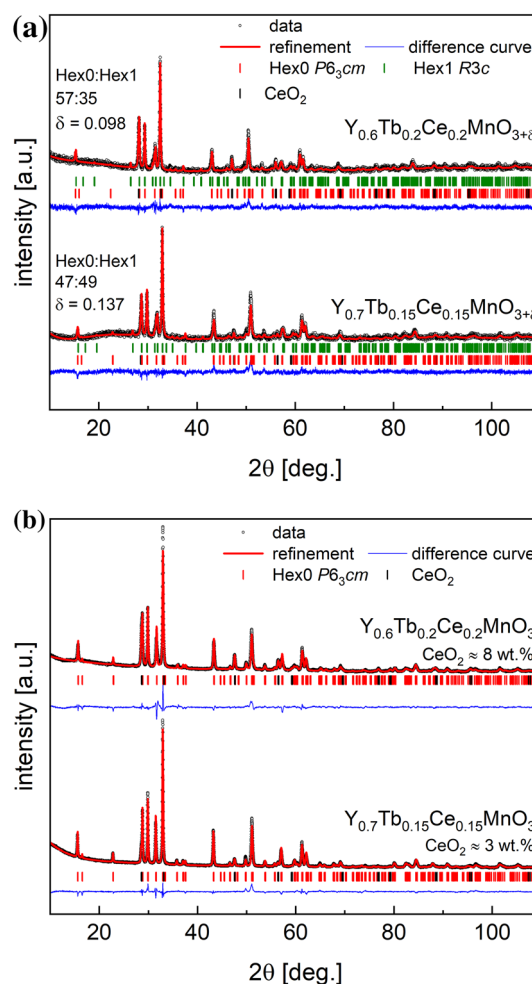 (a)
data
refinement difference curve
Hex0 P6₃cm Hex1 R3c
CeO₂
Hex0:Hex1
57:35
δ = 0.098
Y₀.₆Tb₀.₂Ce₀.₂MnO₃₊δ
Hex0:Hex1
47:49
δ = 0.137
Y₀.₇Tb₀.₁₅Ce₀.₁₅MnO₃₊δ
intensity [a.u.]
20 40 60 80 100
2θ [deg.]
(b)
data
refinement difference curve
Hex0 P6₃cm CeO₂
Y₀.₆Tb₀.₂Ce₀.₂MnO₃
CeO₂ ≈ 8 wt.%
Y₀.₇Tb₀.₁₅Ce₀.₁₅MnO₃
CeO₂ ≈ 3 wt.%
intensity [a.u.]
20 40 60 80 100
2θ [deg.]